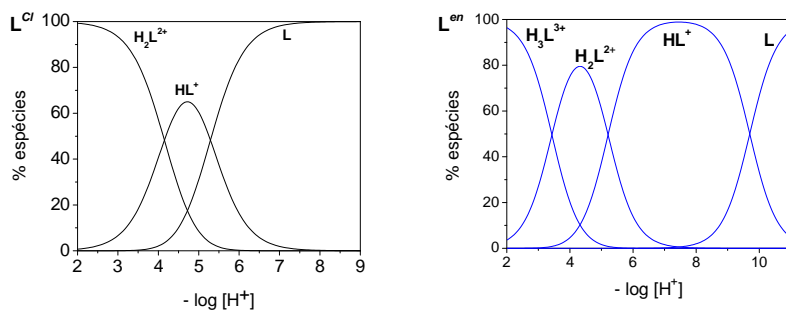 L^Cl
H₂L²⁺
HL⁺
L
% espécies
100
80
60
40
20
0
2 3 4 5 6 7 8 9
- log [H⁺]
L^en
H₃L³⁺
H₂L²⁺
HL⁺
L
% espécies
100
80
60
40
20
0
2 4 6 8 10
- log [H⁺]